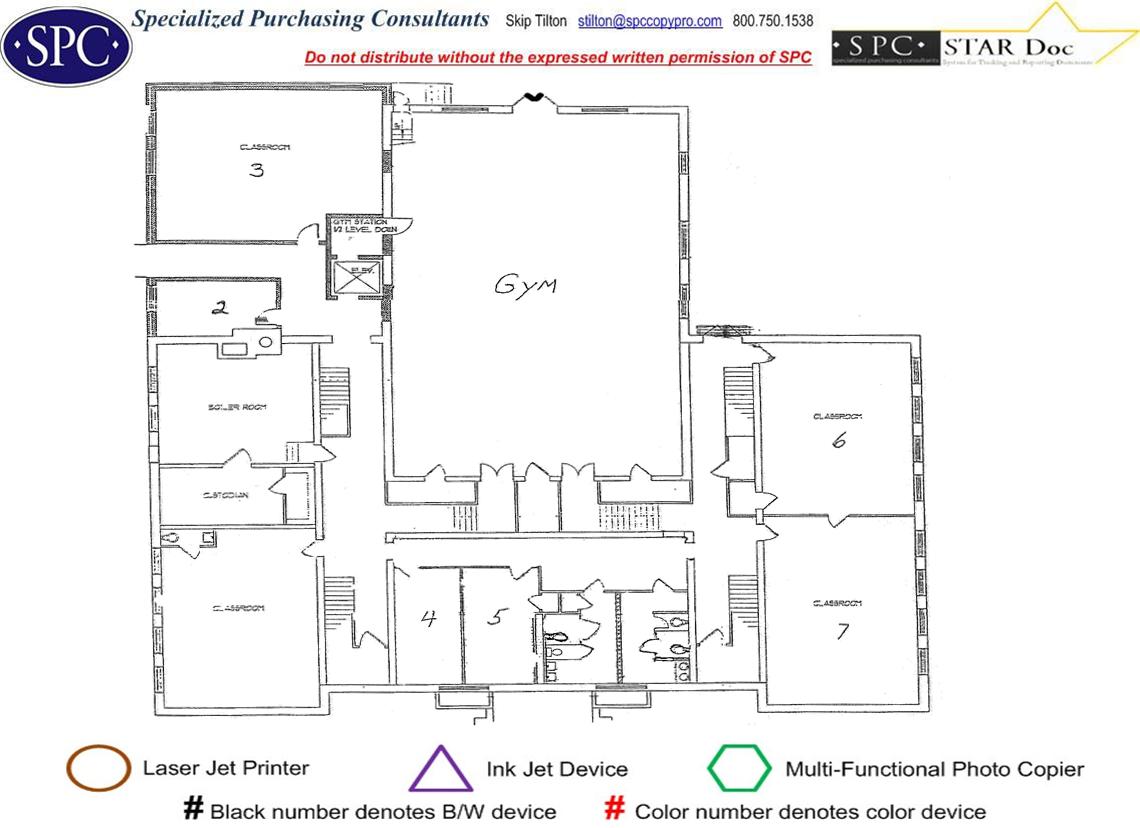 Specialized Purchasing Consultants Skip Tilton stilton@spccopypro.com 800.750.1538
·SPC·
Do not distribute without the expressed written permission of SPC
·SPC· STAR Doc
specialized purchasing consultants System for Tracking and Reporting Documents
CLASSROOM
3
GYM STATION
1/2 LEVEL DOWN
ELEV.
GYM
2
BOILER ROOM
CLASSROOM
6
CUSTODIAN
CLASSROOM
4
5
CLASSROOM
7
Laser Jet Printer
Ink Jet Device
Multi-Functional Photo Copier
# Black number denotes B/W device
# Color number denotes color device